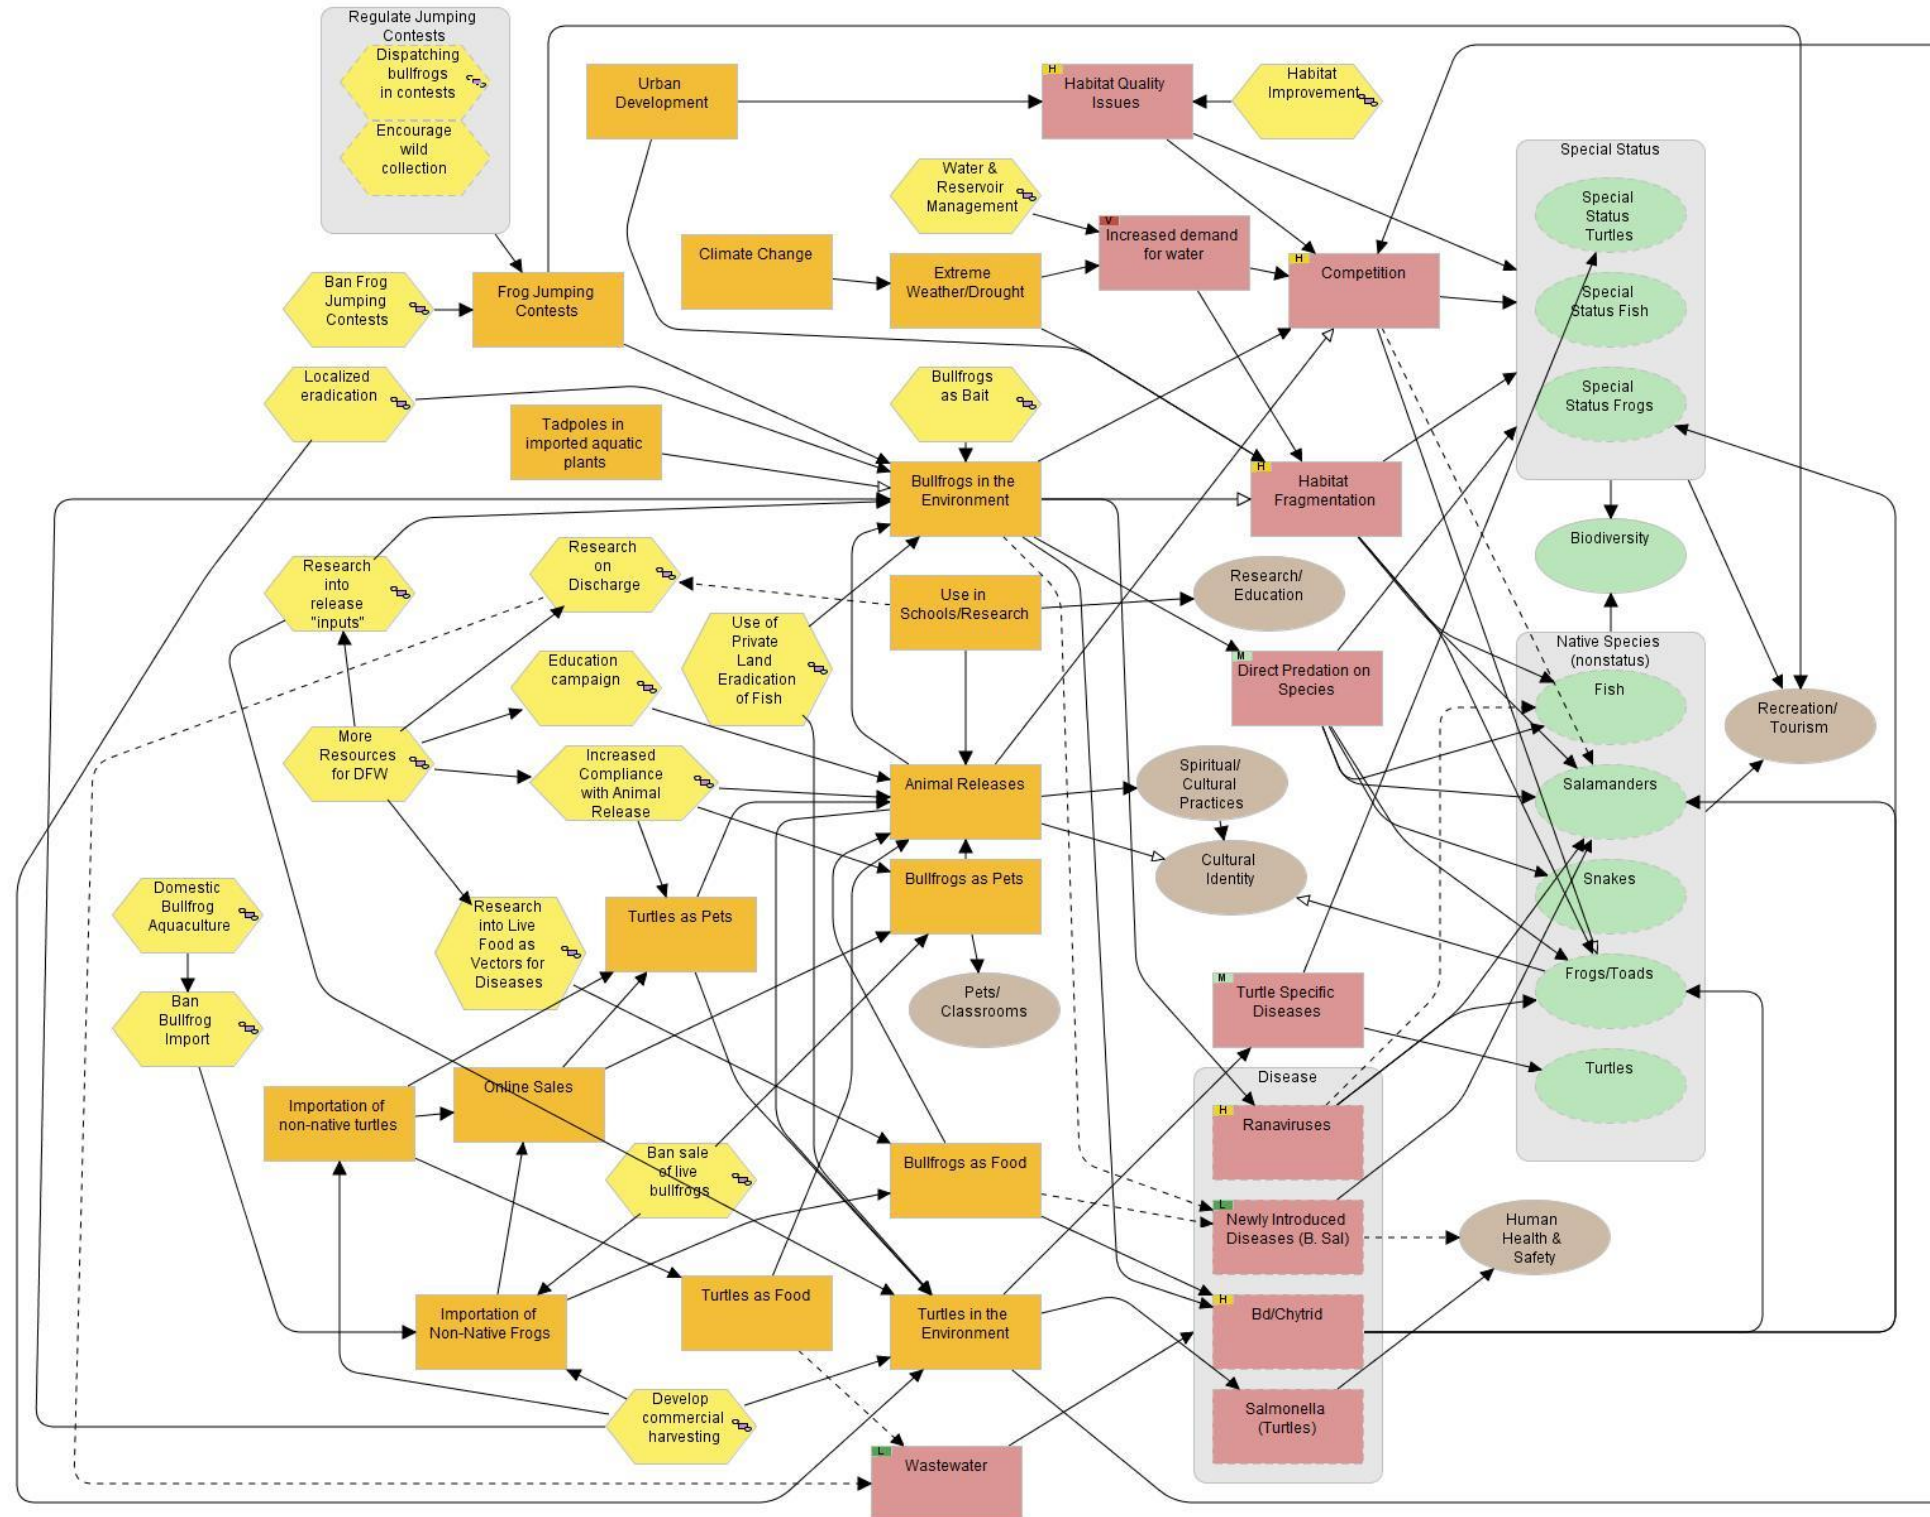 Regulate Jumping
Contests
Dispatching
bullfrogs
in contests
Encourage
wild
collection
Urban
Development
H
Habitat Quality
Issues
Habitat
Improvement
Special Status
Special
Status
Turtles
Water &
Reservoir
Management
V
Increased demand
for water
Climate Change
Extreme
Weather/Drought
H
Competition
Special
Status Fish
Ban Frog
Jumping
Contests
Frog Jumping
Contests
Localized
eradication
Bullfrogs
as Bait
Special
Status Frogs
Tadpoles in
imported aquatic
plants
Bullfrogs in the
Environment
H
Habitat
Fragmentation
Biodiversity
Research
into
release
"inputs"
Research
on
Discharge
Use in
Schools/Research
Research/
Education
Use of
Private
Land
Eradication
of Fish
Native Species
(nonstatus)
Fish
Education
campaign
M
Direct Predation on
Species
Recreation/
Tourism
More
Resources
for DFW
Increased
Compliance
with Animal
Release
Animal Releases
Spiritual/
Cultural
Practices
Salamanders
Cultural
Identity
Bullfrogs as Pets
Snakes
Domestic
Bullfrog
Aquaculture
Research
into Live
Food as
Vectors for
Diseases
Turtles as Pets
Pets/
Classrooms
M
Turtle Specific
Diseases
Frogs/Toads
Ban
Bullfrog
Import
Turtles
Importation of
non-native turtles
Online Sales
Disease
H
Ranaviruses
Ban sale
of live
bullfrogs
Bullfrogs as Food
L
Newly Introduced
Diseases (B. Sal)
Human
Health &
Safety
Importation of
Non-Native Frogs
Turtles as Food
Turtles in the
Environment
H
Bd/Chytrid
Develop
commercial
harvesting
Salmonella
(Turtles)
L
Wastewater